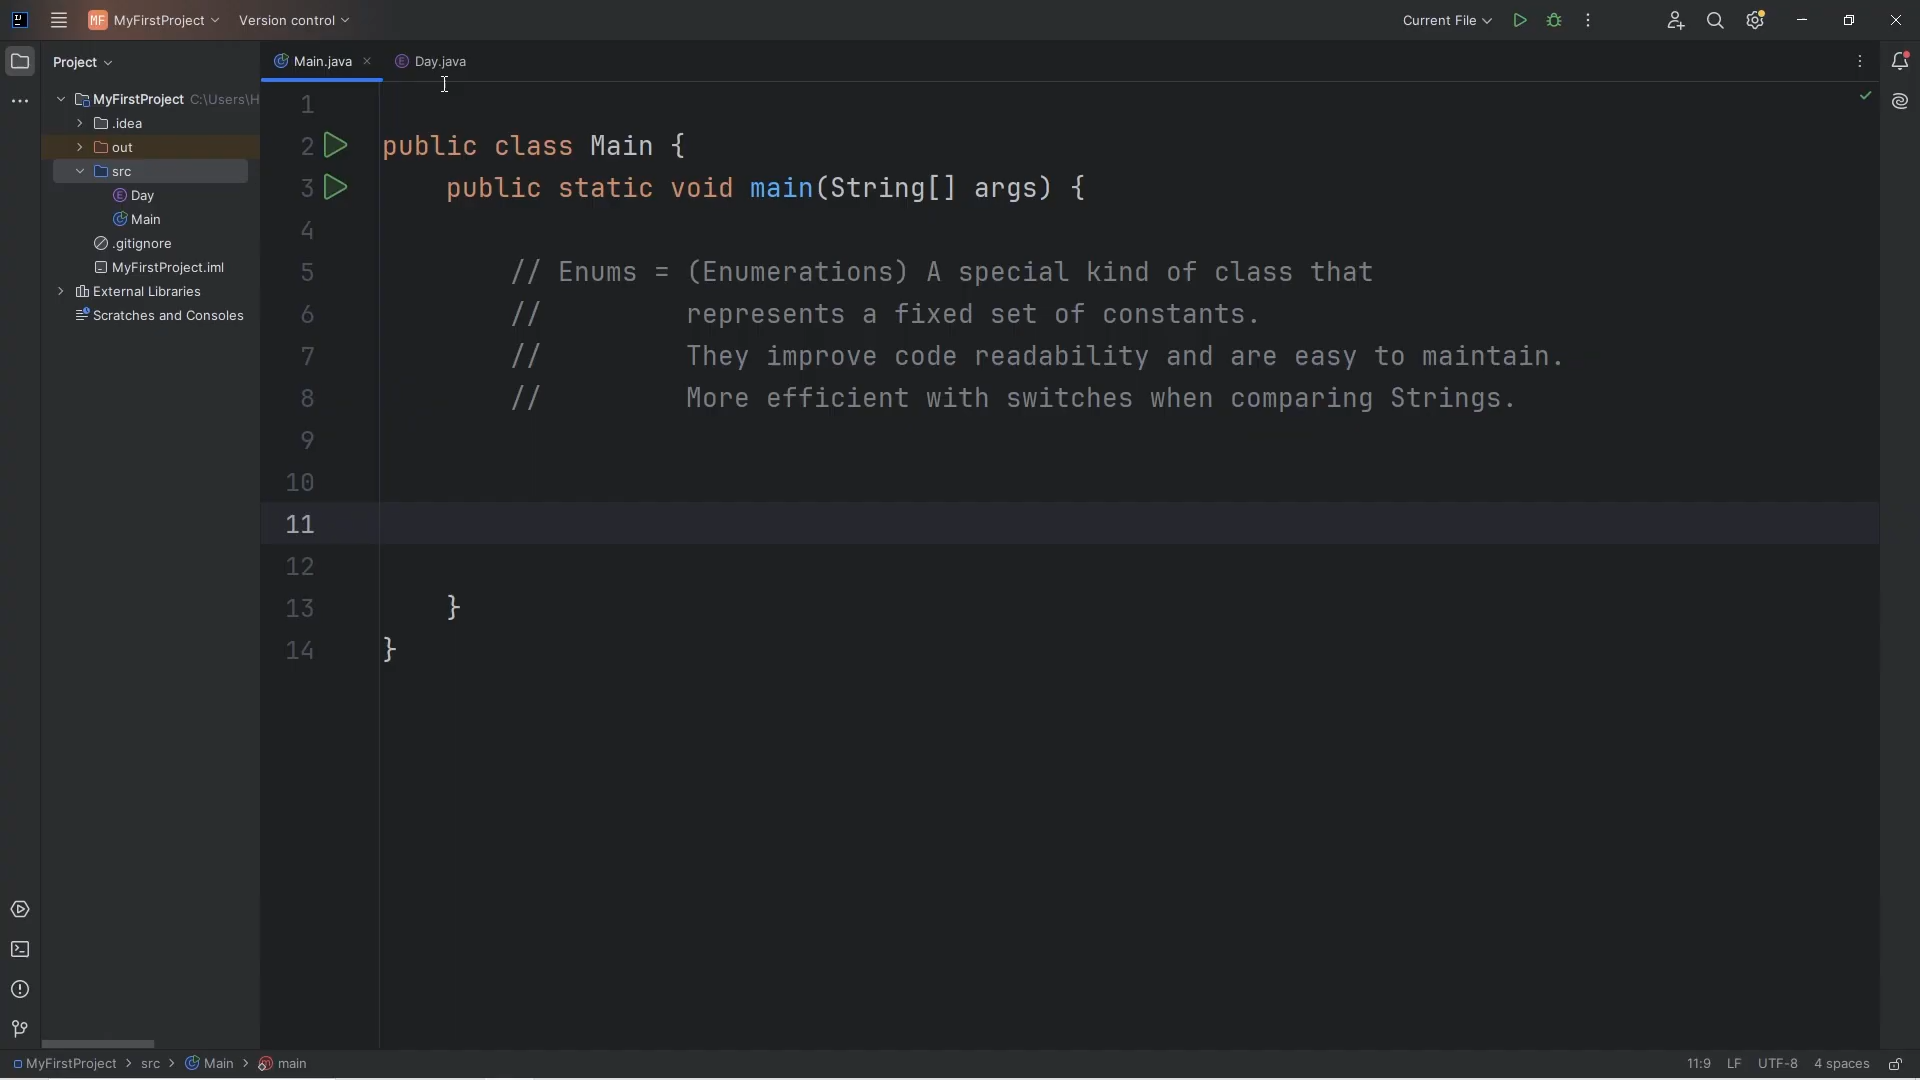 MF MyFirstProject Version control Current File
Project
Main.java Day.java
MyFirstProject C:\Users\H
.idea
out
src
Day
Main
.gitignore
MyFirstProject.iml
External Libraries
Scratches and Consoles
1
2 public class Main {
3 public static void main(String[] args) {
4
5 // Enums = (Enumerations) A special kind of class that
6 // represents a fixed set of constants.
7 // They improve code readability and are easy to maintain.
8 // More efficient with switches when comparing Strings.
9
10
11
12
13 }
14 }
MyFirstProject > src > Main > main 11:9 LF UTF-8 4 spaces